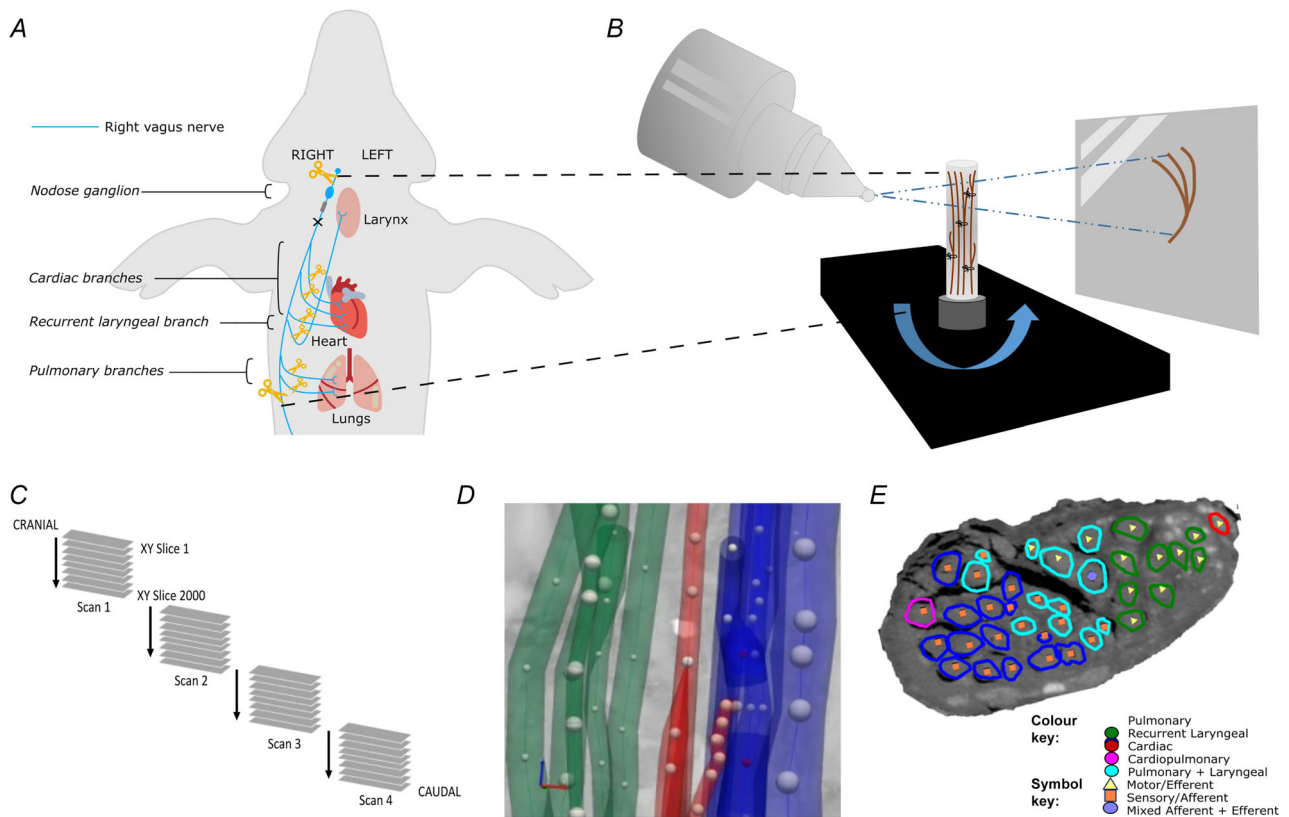 A
Right vagus nerve
RIGHT LEFT
Nodose ganglion
Larynx
Cardiac branches
Recurrent laryngeal branch
Heart
Pulmonary branches
Lungs
B
C
CRANIAL
XY Slice 1
Scan 1
XY Slice 2000
Scan 2
Scan 3
Scan 4
CAUDAL
D
E
Colour key:
Pulmonary
Recurrent Laryngeal
Cardiac
Cardiopulmonary
Pulmonary + Laryngeal
Symbol key:
Motor/Efferent
Sensory/Afferent
Mixed Afferent + Efferent